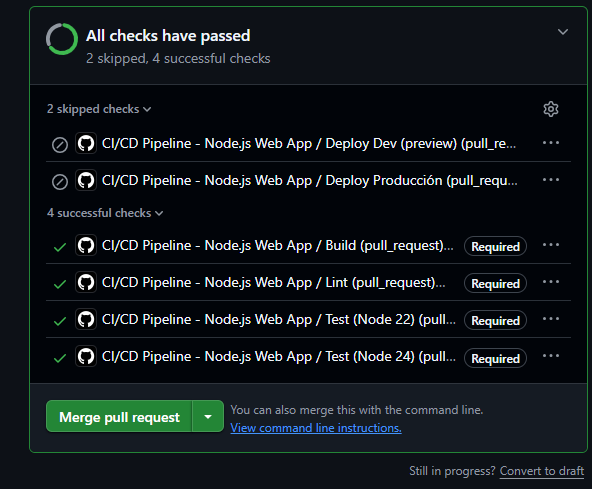 All checks have passed
2 skipped, 4 successful checks
2 skipped checks
CI/CD Pipeline - Node.js Web App / Deploy Dev (preview) (pull_re...
CI/CD Pipeline - Node.js Web App / Deploy Producción (pull_requ...
4 successful checks
CI/CD Pipeline - Node.js Web App / Build (pull_request)... Required
CI/CD Pipeline - Node.js Web App / Lint (pull_request)... Required
CI/CD Pipeline - Node.js Web App / Test (Node 22) (pull... Required
CI/CD Pipeline - Node.js Web App / Test (Node 24) (pull... Required
Merge pull request
You can also merge this with the command line.
View command line instructions.
Still in progress? Convert to draft